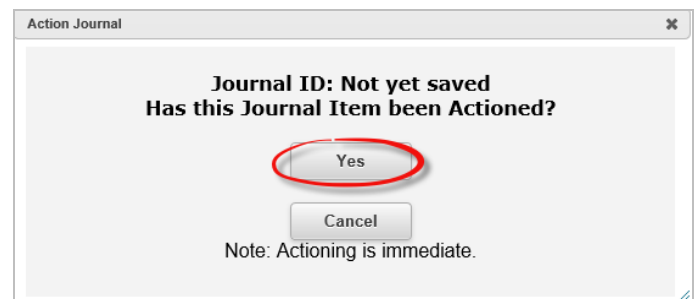 Action Journal
Journal ID: Not yet saved
Has this Journal Item been Actioned?
Yes
Cancel
Note: Actioning is immediate.